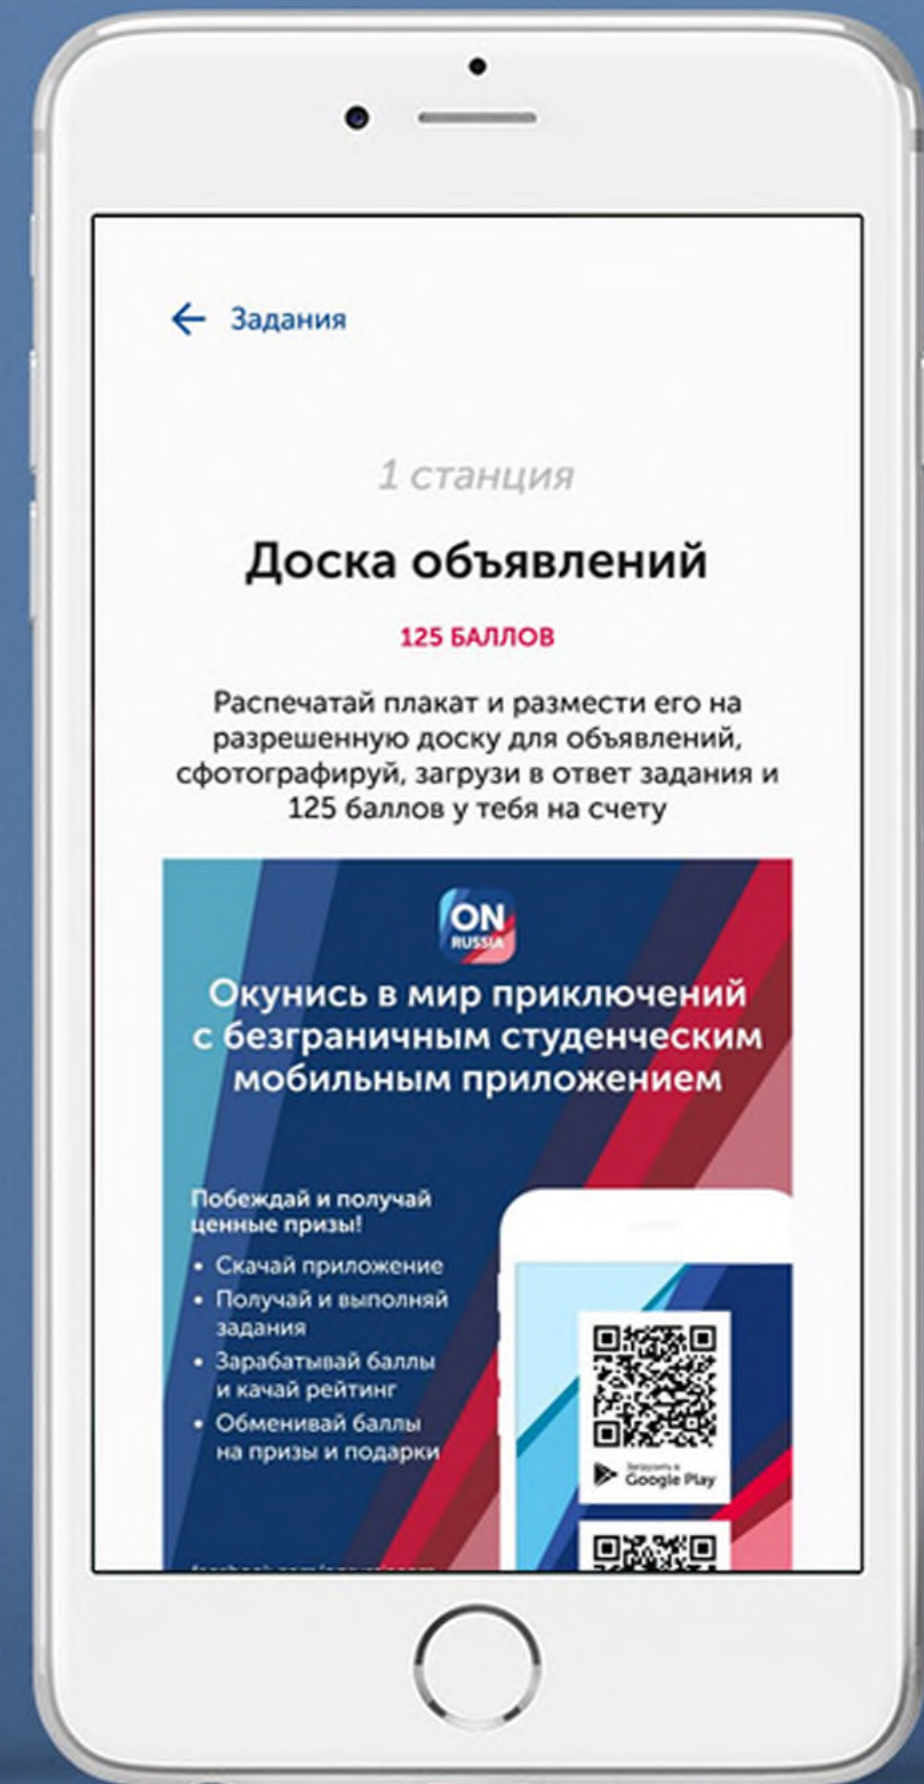 Задания
1 станция
Доска объявлений
125 БАЛЛОВ
Распечатай плакат и размести его на
разрешенную доску для объявлений,
сфотографируй, загрузи в ответ задания и
125 баллов у тебя на счету
ON
RUSSIA
Окунись в мир приключений
с безграничным студенческим
мобильным приложением
Побеждай и получай
ценные призы!
• Скачай приложение
• Получай и выполняй
задания
• Зарабатывай баллы
и качай рейтинг
• Обменивай баллы
на призы и подарки
Загрузить в
Google Play